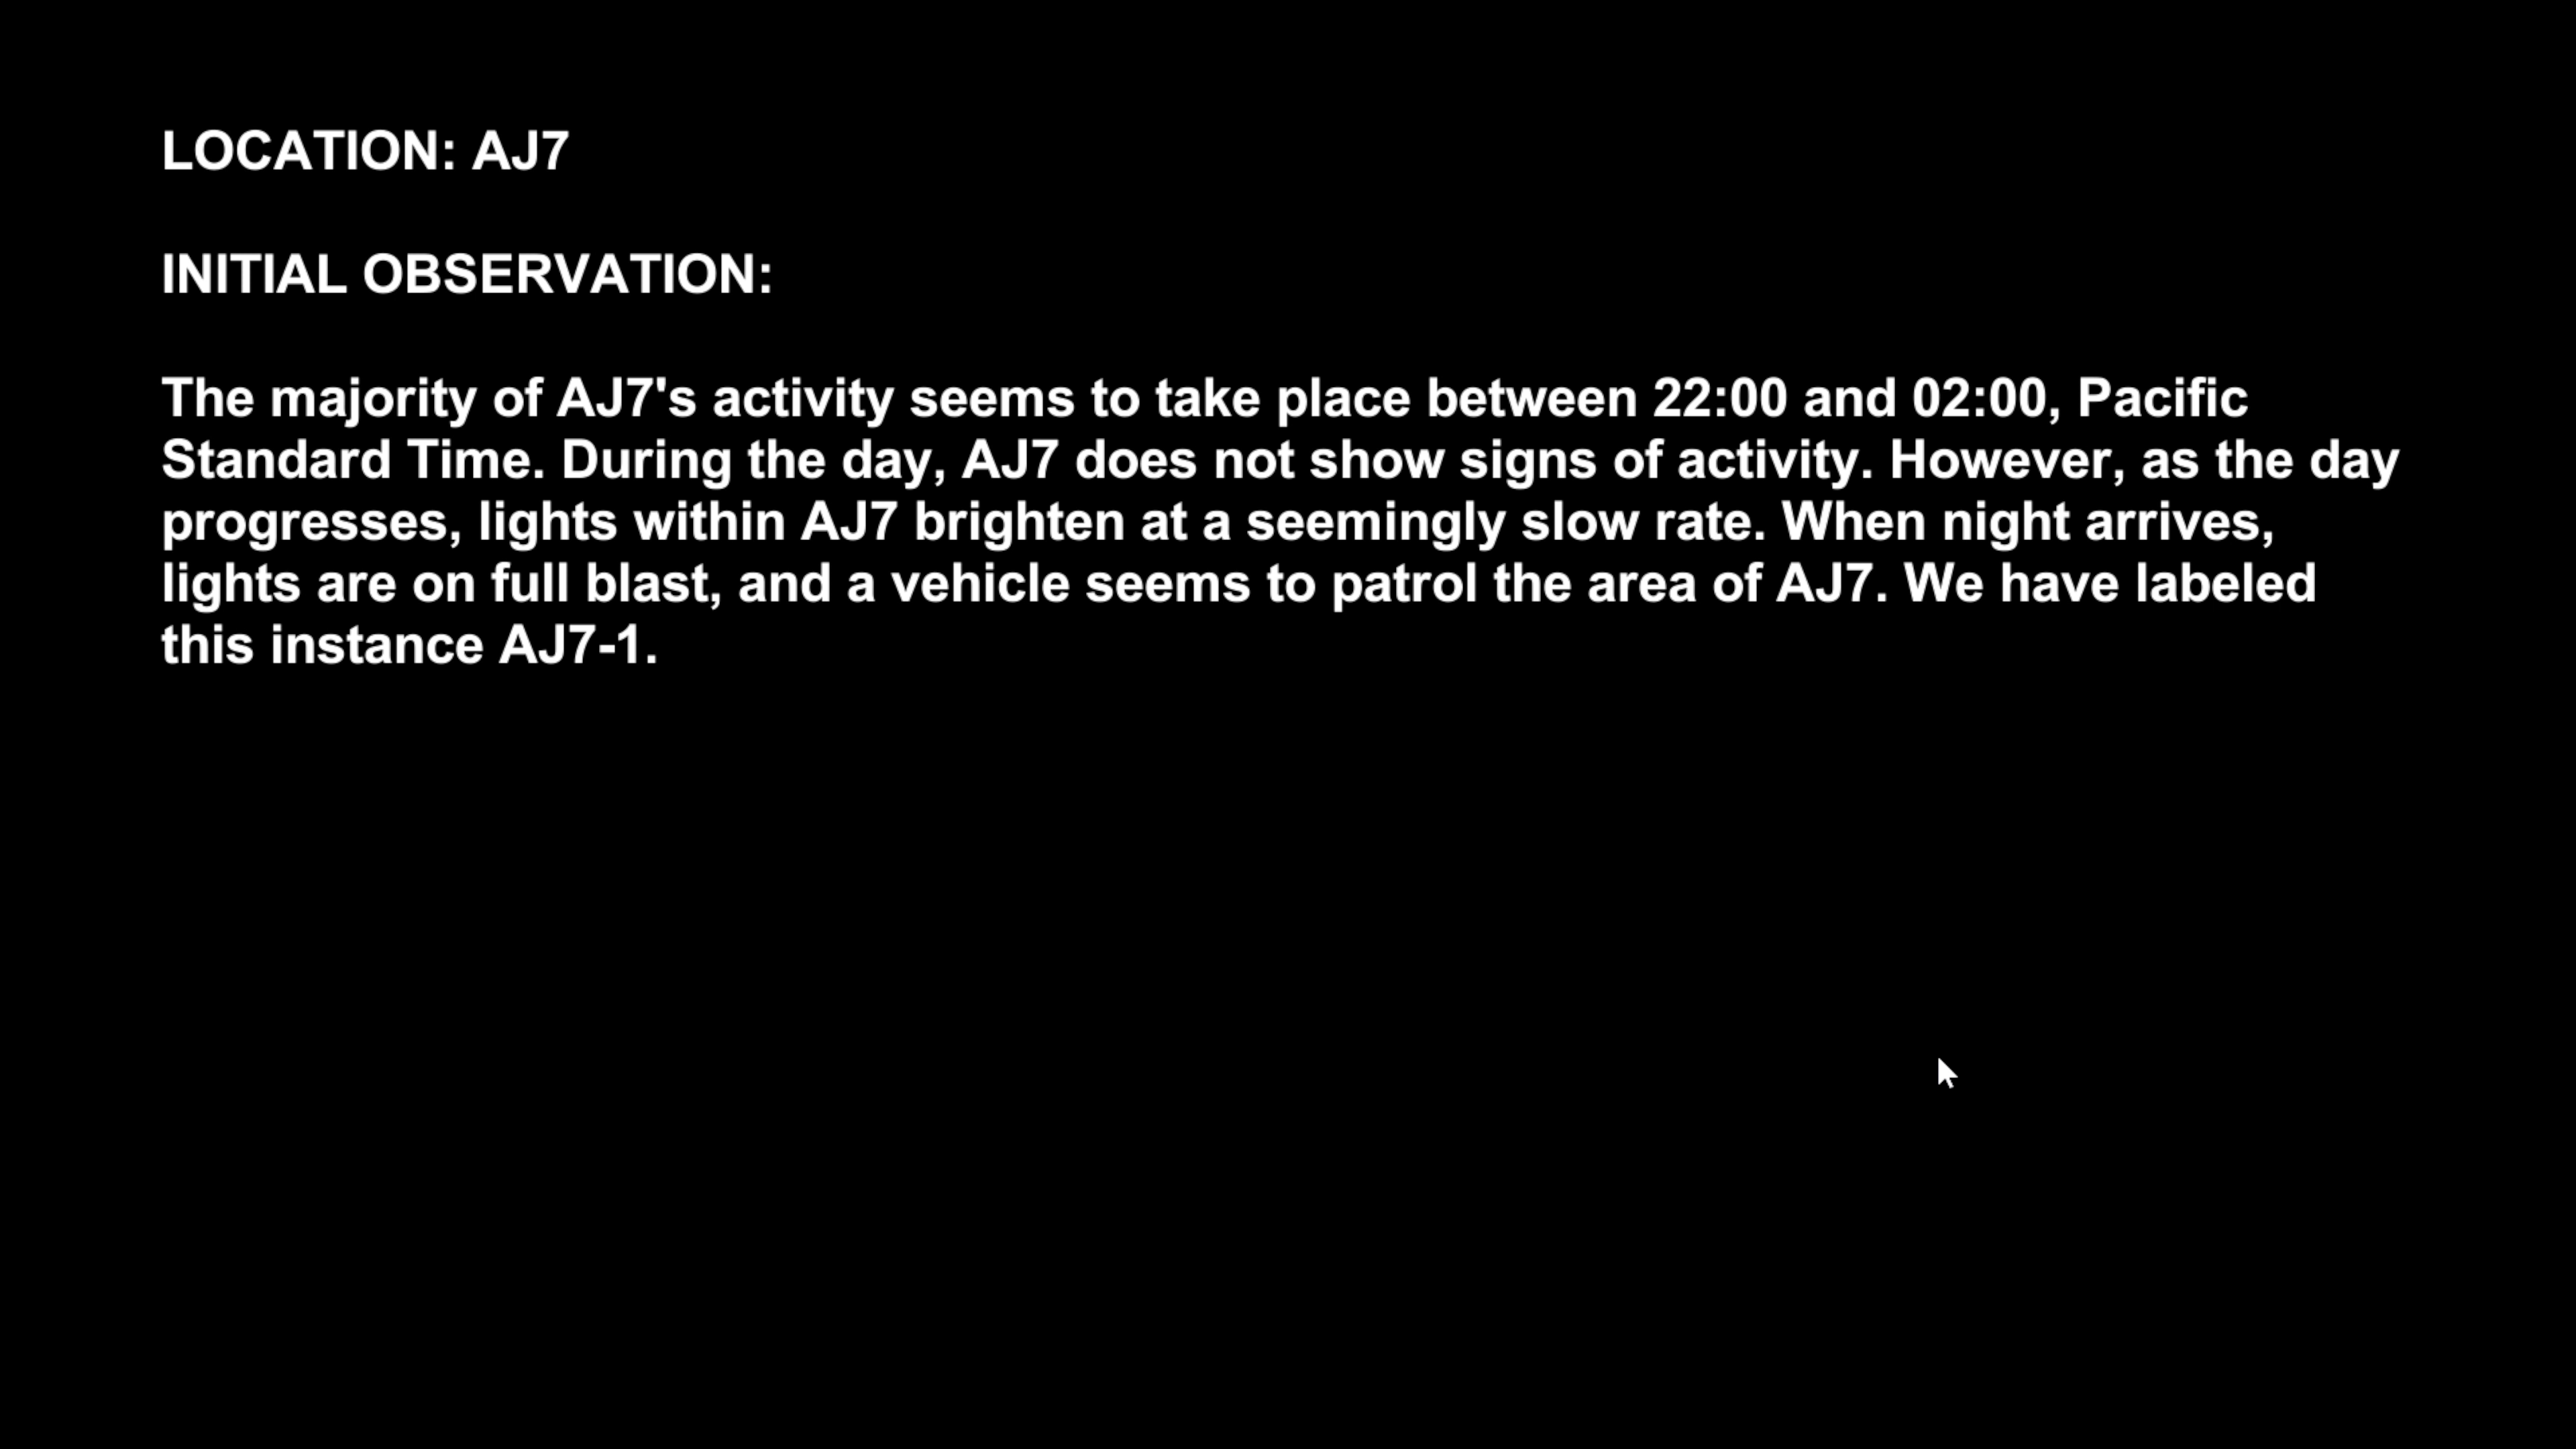 LOCATION: AJ7
INITIAL OBSERVATION:
The majority of AJ7's activity seems to take place between 22:00 and 02:00, Pacific
Standard Time. During the day, AJ7 does not show signs of activity. However, as the day
progresses, lights within AJ7 brighten at a seemingly slow rate. When night arrives,
lights are on full blast, and a vehicle seems to patrol the area of AJ7. We have labeled
this instance AJ7-1.